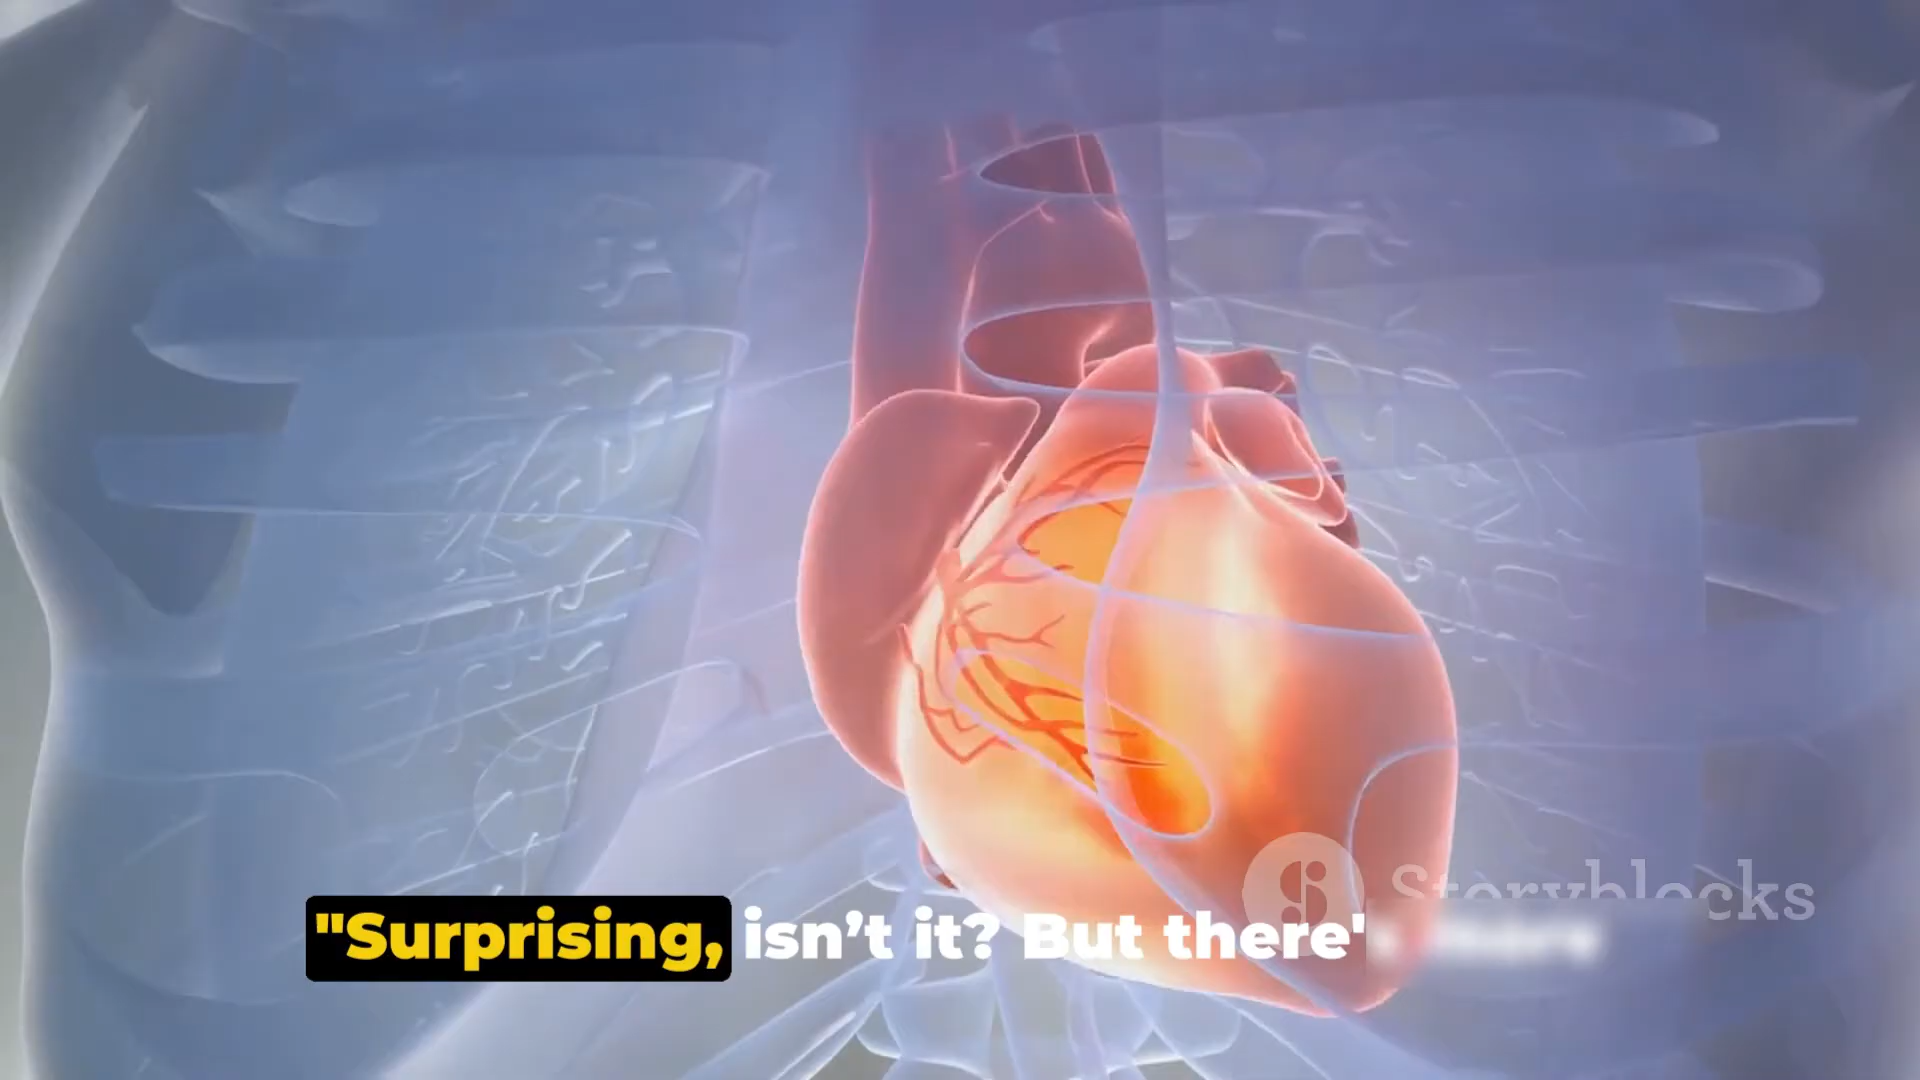 Storyblocks
"Surprising, isn’t it? But there'